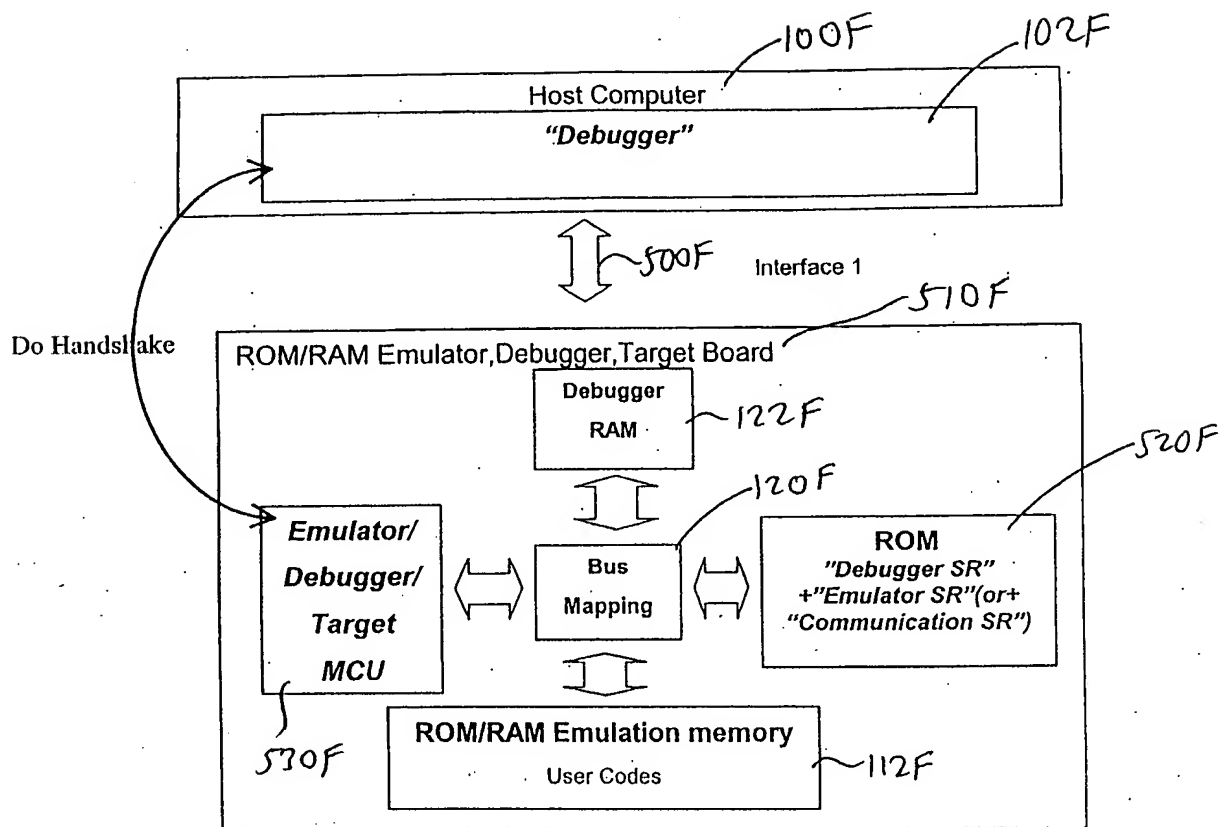 100F
102F
Host Computer
"Debugger"
500F
Interface 1
510F
Do Handshake
ROM/RAM Emulator,Debugger,Target Board
Debugger
RAM
122F
520F
120F
Emulator/
Debugger/
Target
MCU
Bus
Mapping
ROM
"Debugger SR"
+"Emulator SR"(or+
"Communication SR")
530F
ROM/RAM Emulation memory
User Codes
112F